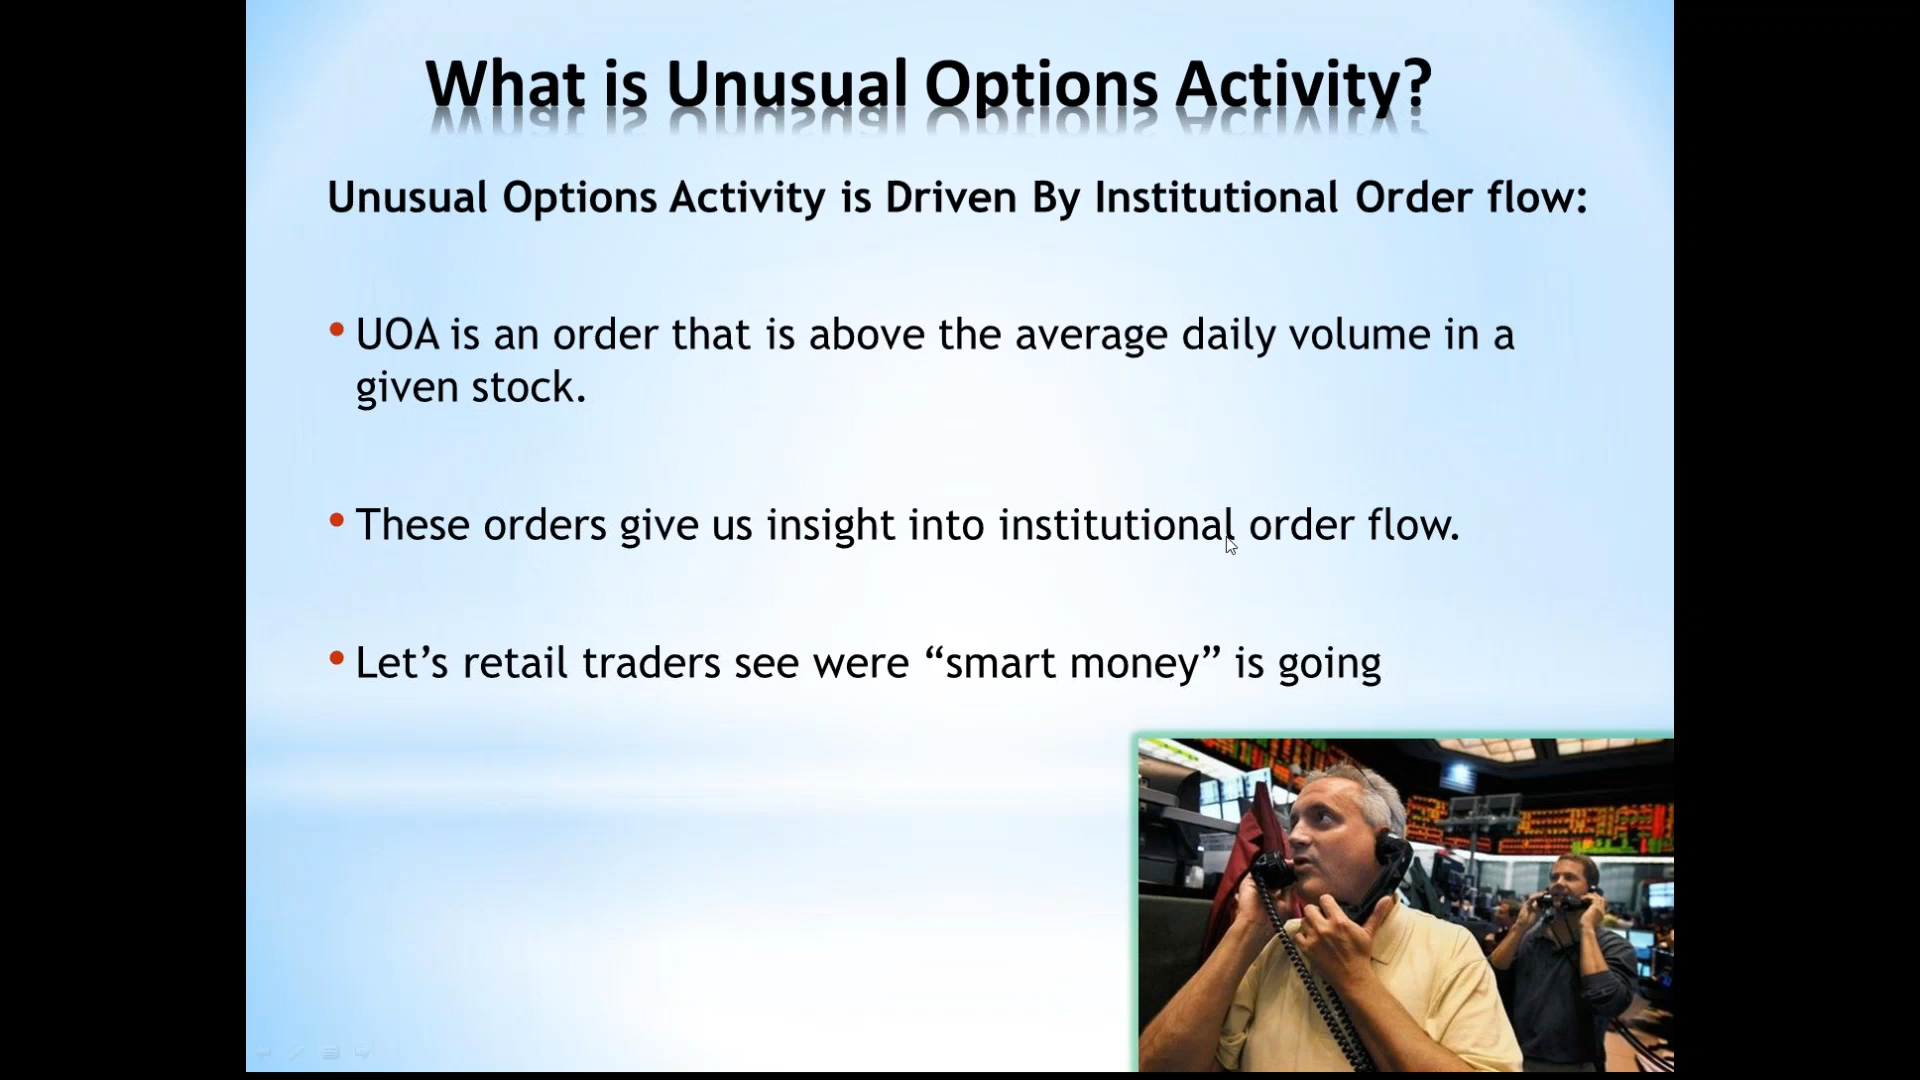 What is Unusual Options Activity?
Unusual Options Activity is Driven By Institutional Order flow:
• UOA is an order that is above the average daily volume in a
given stock.
• These orders give us insight into institutional order flow.
• Let’s retail traders see were “smart money” is going